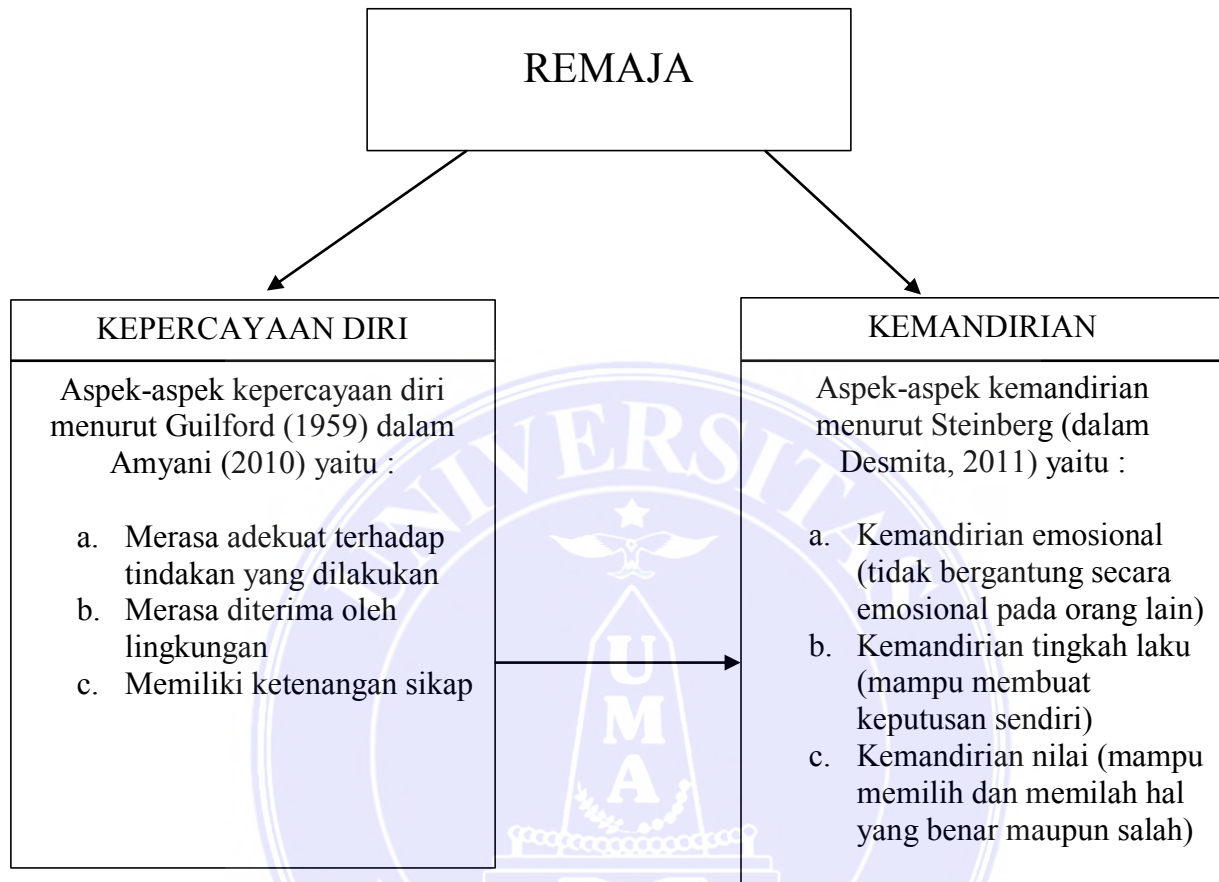 REMAJA
KEPERCAYAAN DIRI
Aspek-aspek kepercayaan diri
menurut Guilford (1959) dalam
Amyani (2010) yaitu :
a. Merasa adekuat terhadap
tindakan yang dilakukan
b. Merasa diterima oleh
lingkungan
c. Memiliki ketenangan sikap
KEMANDIRIAN
Aspek-aspek kemandirian
menurut Steinberg (dalam
Desmita, 2011) yaitu :
a. Kemandirian emosional
(tidak bergantung secara
emosional pada orang lain)
b. Kemandirian tingkah laku
(mampu membuat
keputusan sendiri)
c. Kemandirian nilai (mampu
memilih dan memilah hal
yang benar maupun salah)
UNIVERSITAS
U
M
A